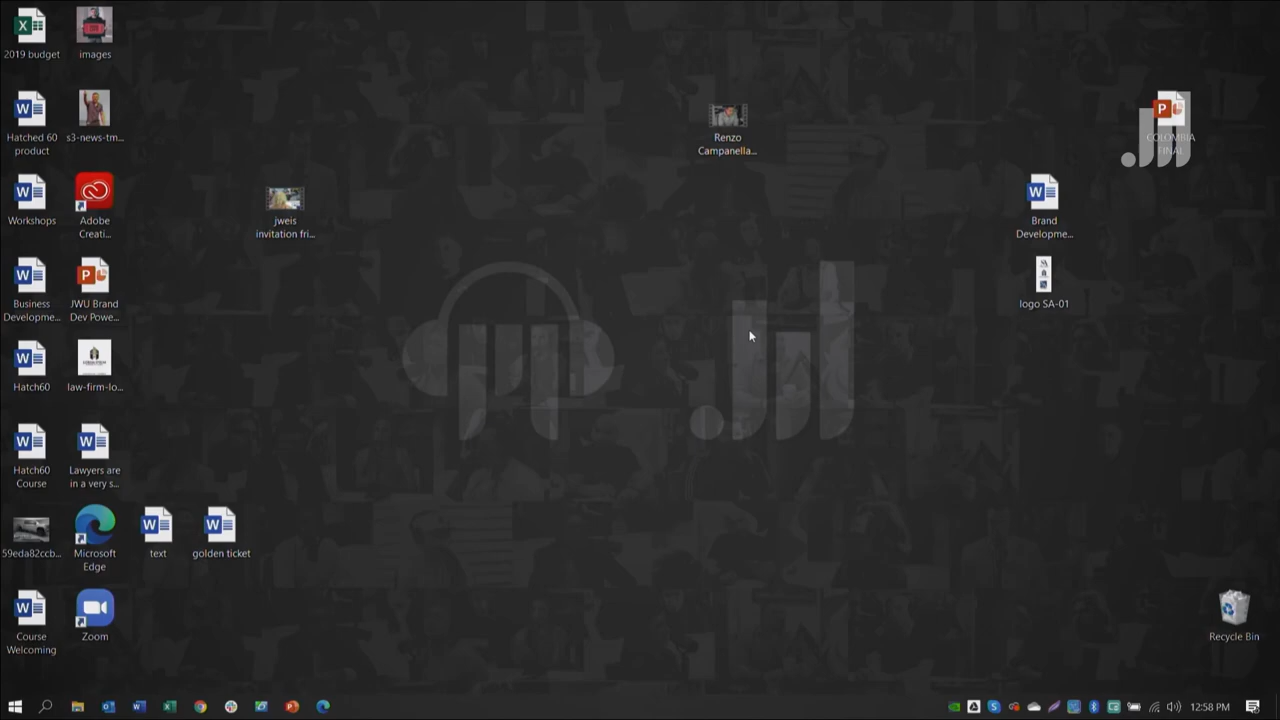 2019 budget
images
Hatched 60
product
s3-news-tm...
Renzo
Campanella...
COLOMBIA
FINAL
Workshops
Adobe
Creati...
jweis
invitation fri...
Brand
Developme...
Business
Developme...
JWU Brand
Dev Powe...
logo SA-01
Hatch60
law-firm-lo...
Hatch60
Course
Lawyers are
in a very s...
59eda82ccb...
Microsoft
Edge
text
golden ticket
Course
Welcoming
Zoom
Recycle Bin
12:58 PM